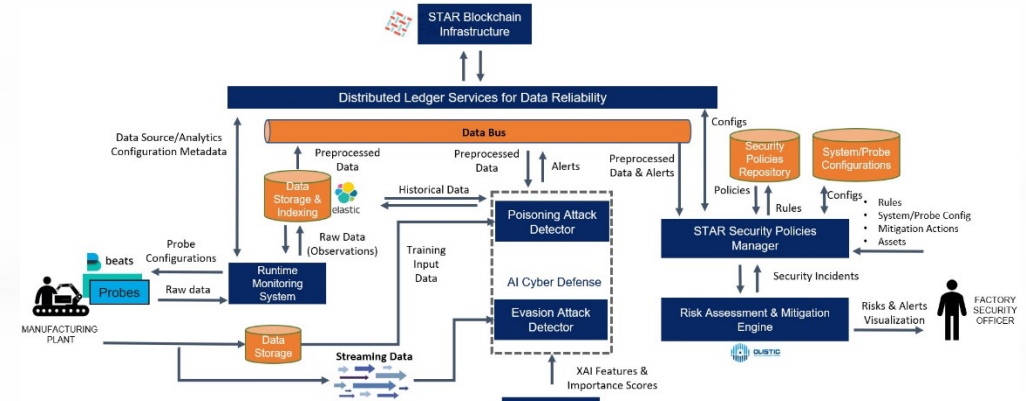 STAR Blockchain
Infrastructure
Distributed Ledger Services for Data Reliability
Data Bus
Data Source/Analytics
Configuration Metadata
Preprocessed
Data
Preprocessed
Data
Alerts
Preprocessed
Data & Alerts
Configs
Security
Policies
Repository
System/Probe
Configurations
Data
Storage &
Indexing
elastic
Historical Data
Policies
Rules
Configs
Rules
System/Probe Config
Mitigation Actions
Assets
Raw Data
(Observations)
Poisoning Attack
Detector
STAR Security Policies
Manager
Probe
Configurations
beats
Probes
Raw data
Runtime
Monitoring
System
Training
Input
Data
AI Cyber Defense
Security Incidents
MANUFACTURING
PLANT
Data
Storage
Evasion Attack
Detector
Risk Assessment & Mitigation
Engine
Risks & Alerts
Visualization
FACTORY
SECURITY
OFFICER
OLISTIC
Streaming Data
XAI Features &
Importance Scores